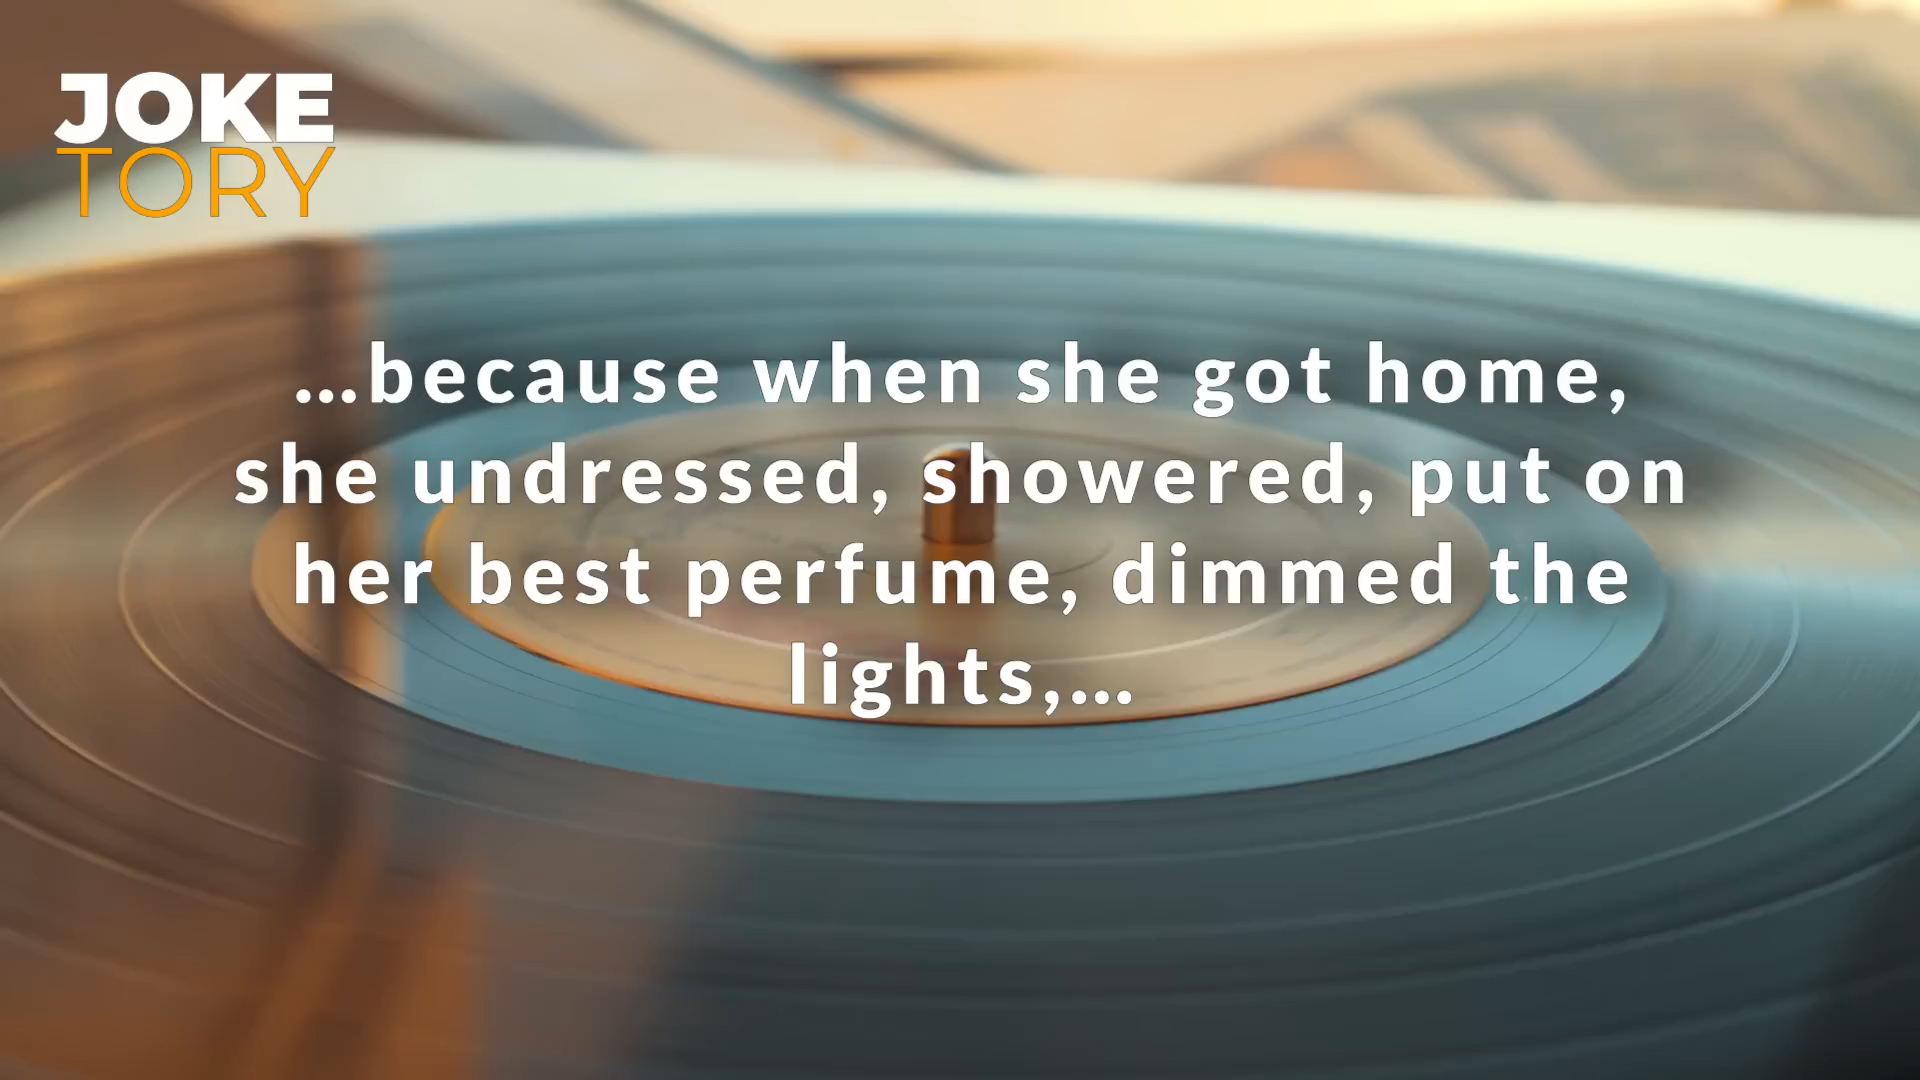 JOKE
TORY
...because when she got home,
she undressed, showered, put on
her best perfume, dimmed the
lights,...